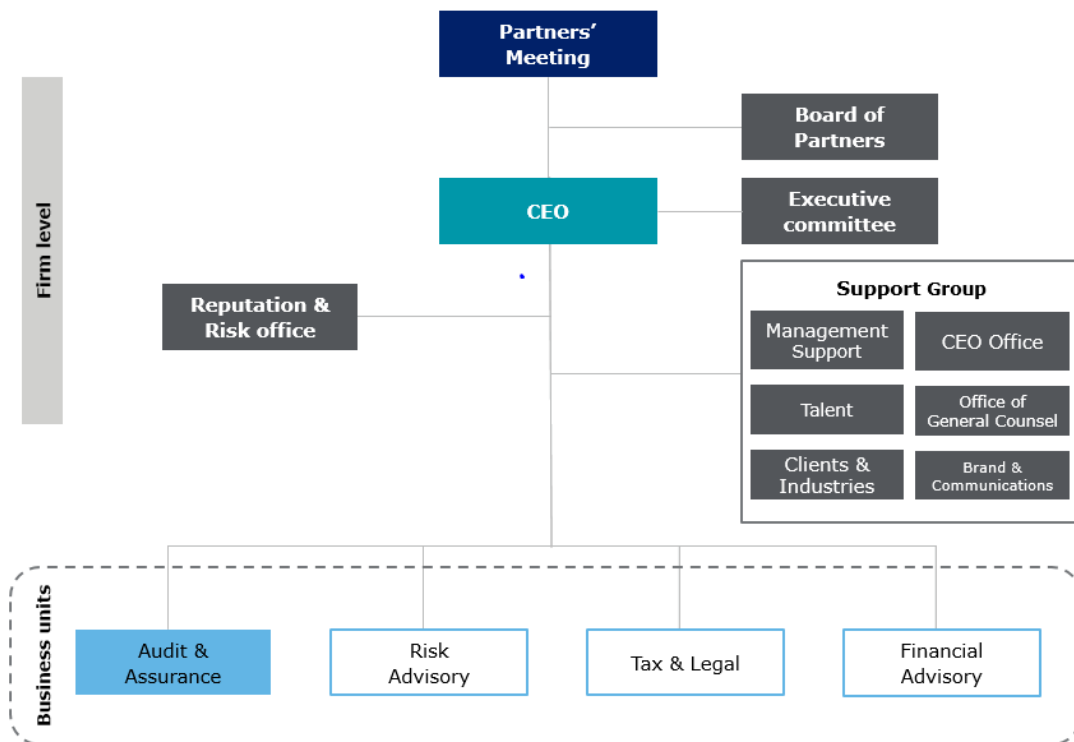 Partners’
Meeting
Board of
Partners
Firm level
CEO
Executive
committee
Reputation &
Risk office
Support Group
Management
Support
CEO Office
Talent
Office of
General Counsel
Clients &
Industries
Brand &
Communications
Business units
Audit &
Assurance
Risk
Advisory
Tax & Legal
Financial
Advisory